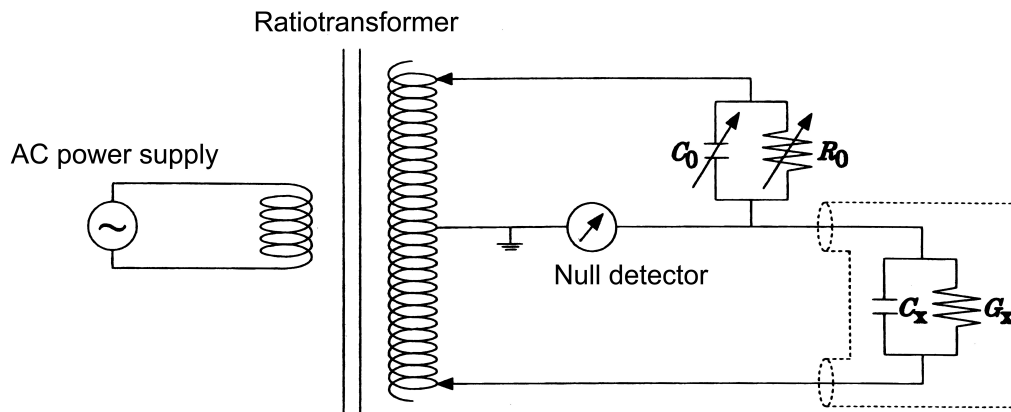 Ratiotransformer
AC power supply
~
C0
R0
Null detector
Cx
Gx